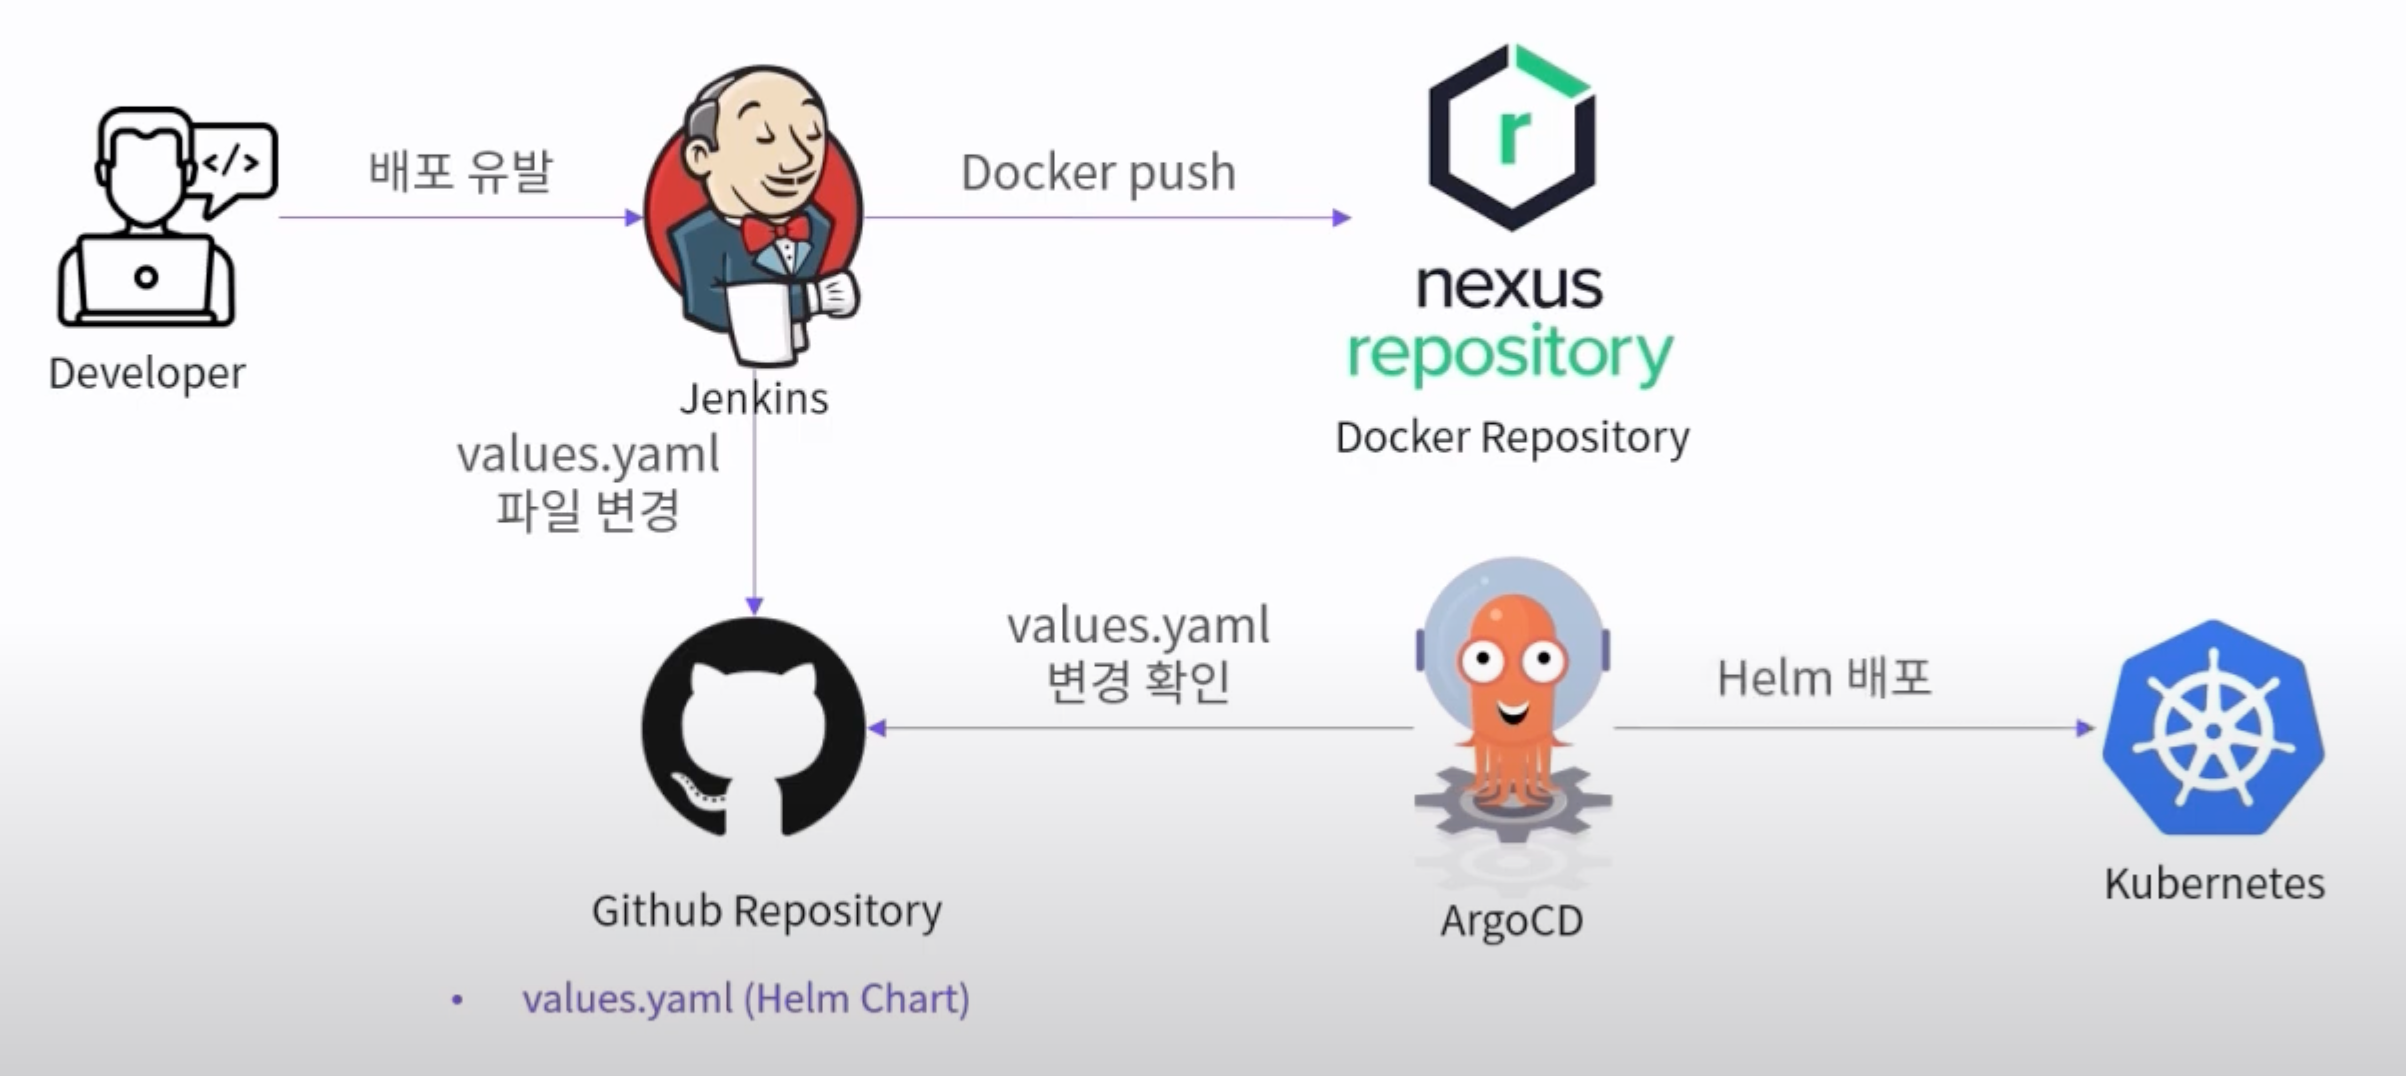 </>
배포 유발
Docker push
r
nexus
repository
Developer
Jenkins
Docker Repository
values.yaml
파일 변경
values.yaml
변경 확인
Helm 배포
Github Repository
ArgoCD
Kubernetes
• values.yaml (Helm Chart)